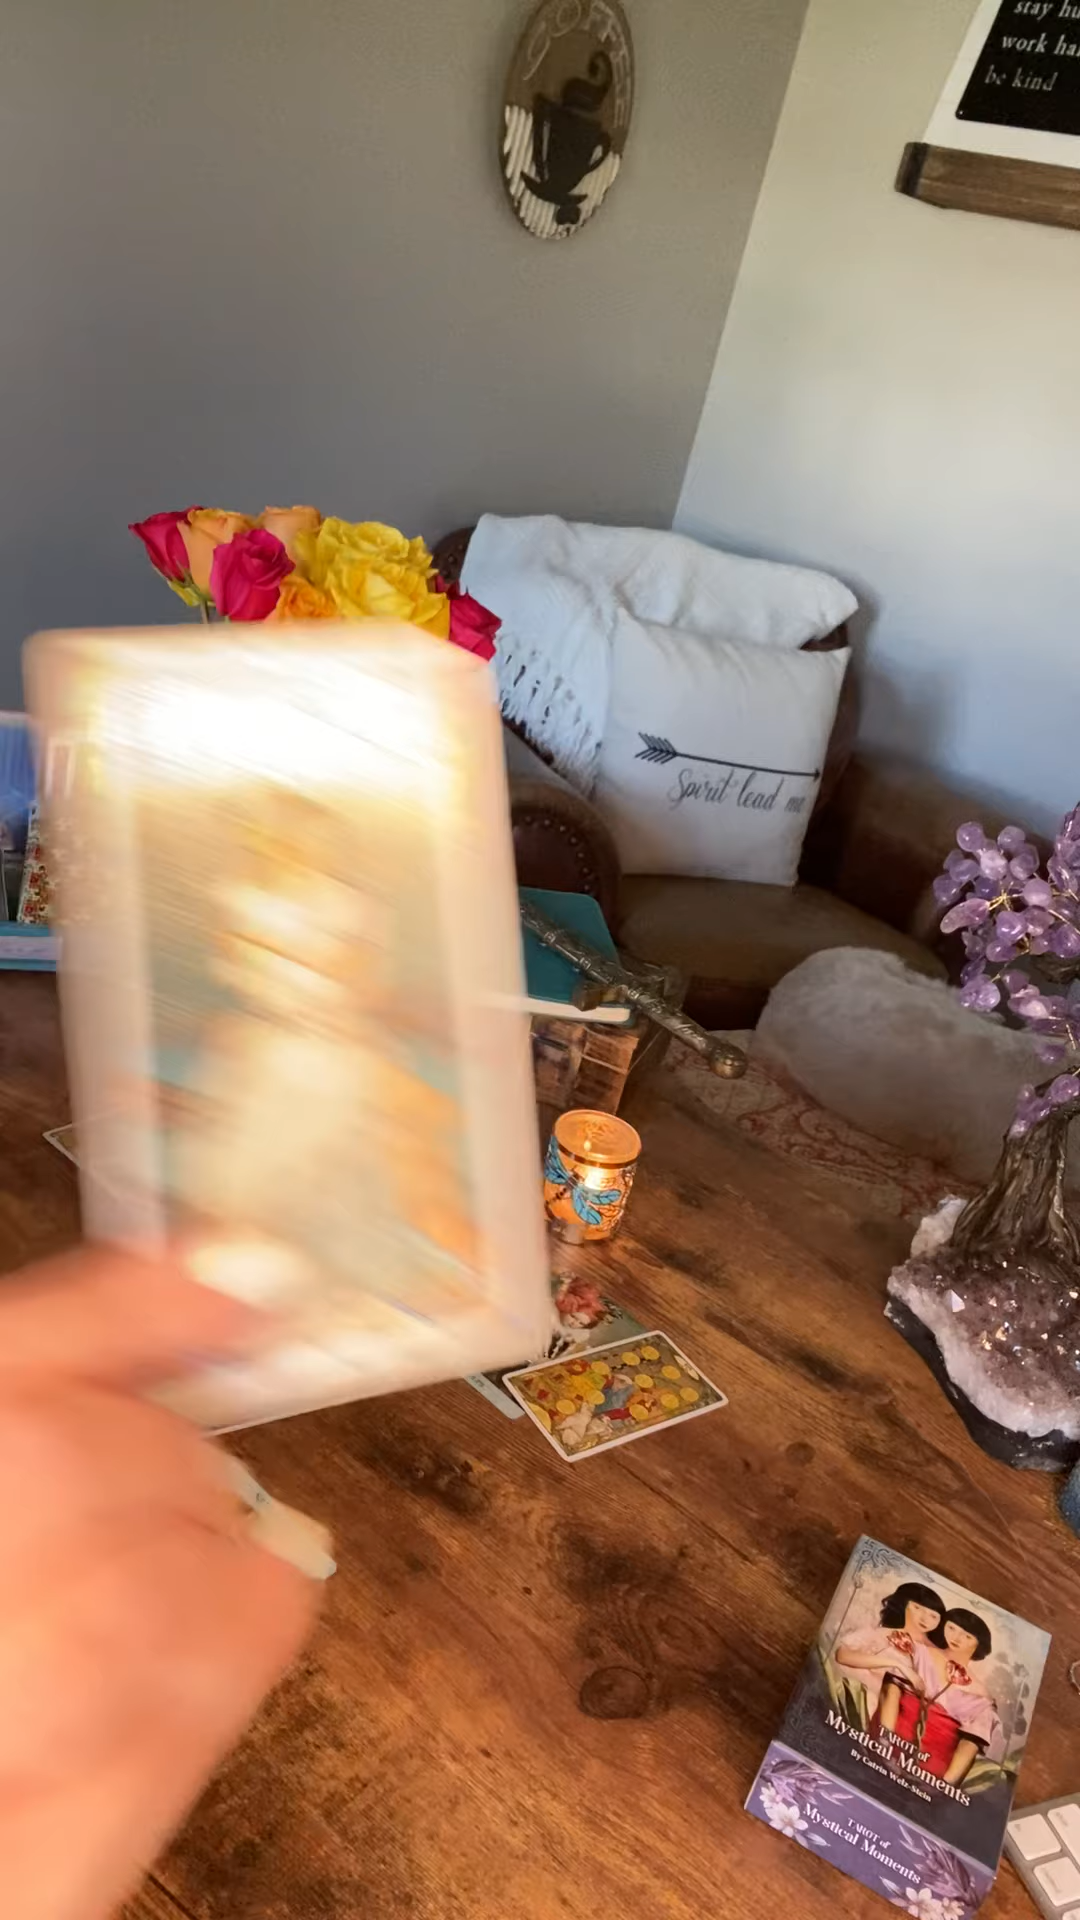 COFFEE
stay hu
work har
be kind
Spirit lead me
TAROT of
Mystical Moments
By Catrin Welz-Stein
TAROT of
Mystical Moments